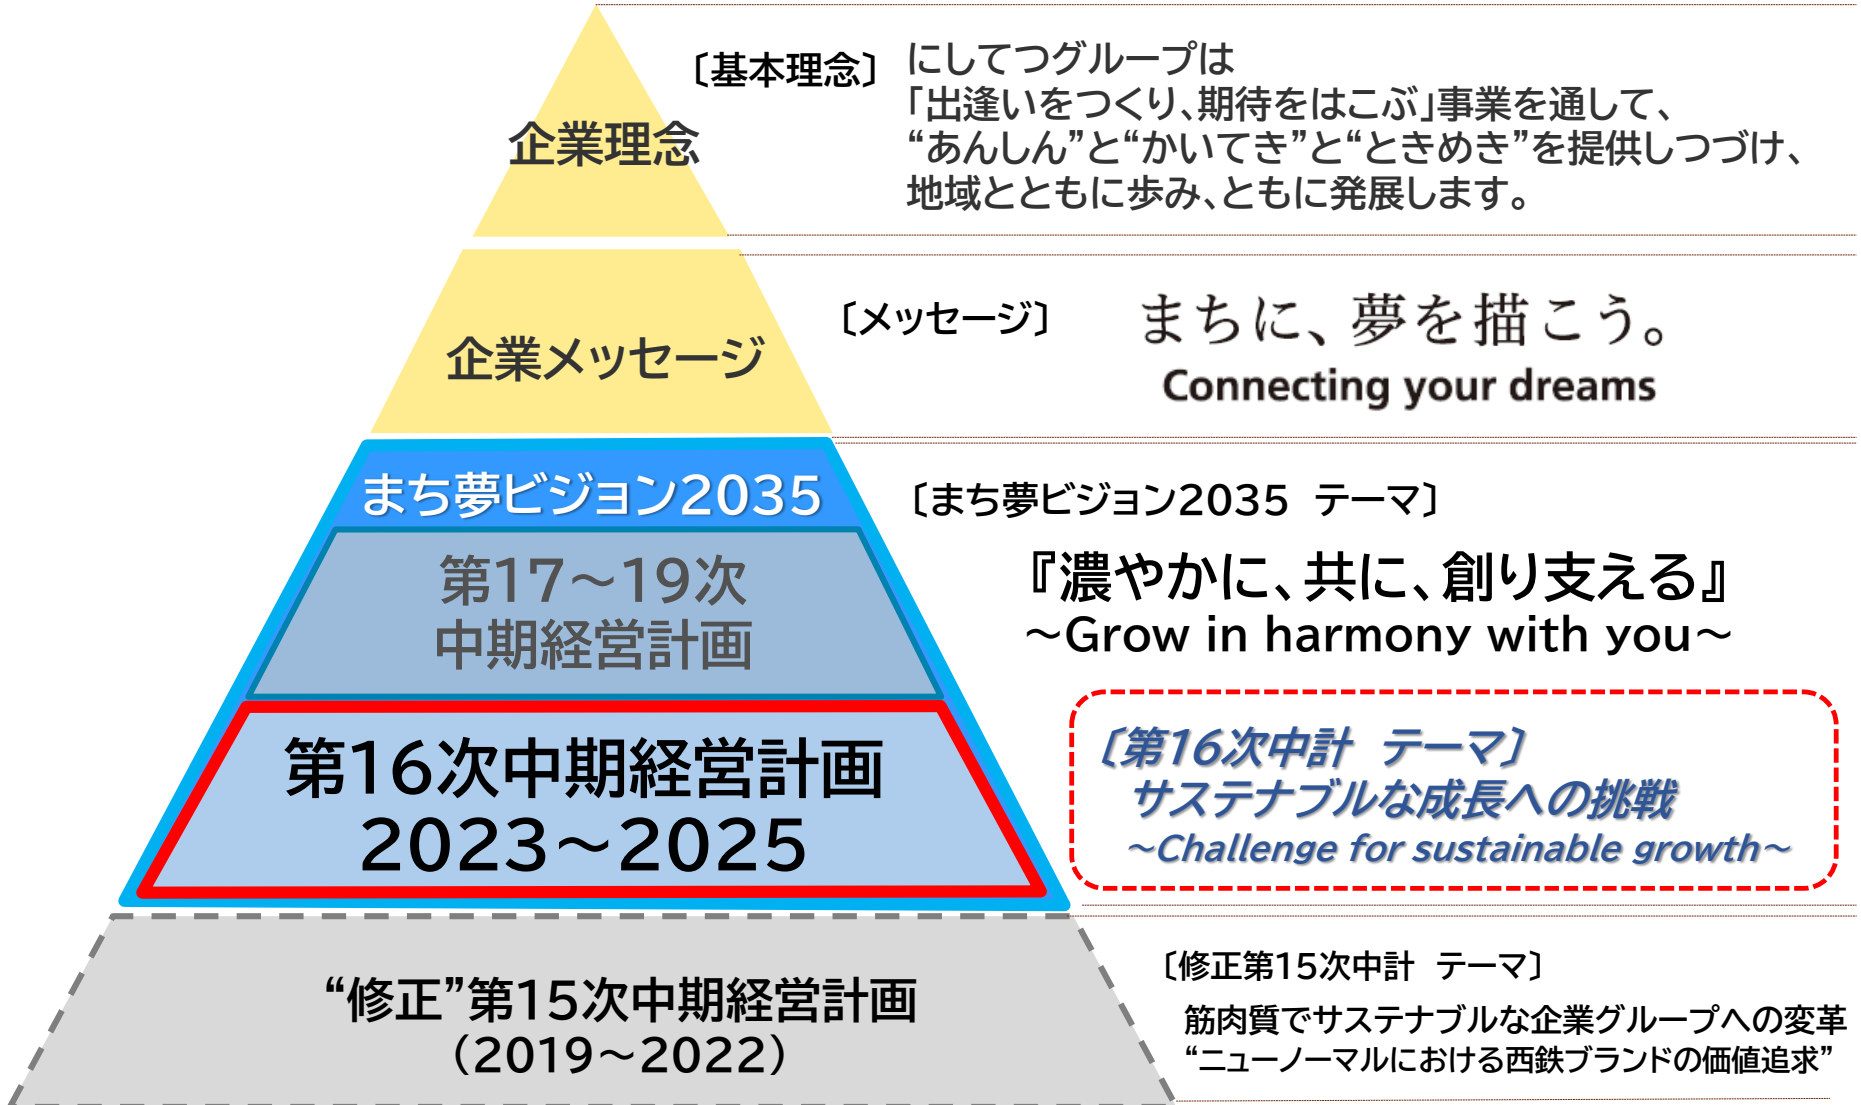 企業理念
〔基本理念〕
にしてつグループは
「出逢いをつくり、期待をはこぶ」事業を通して、
“あんしん”と“かいてき”と“ときめき”を提供しつづけ、
地域とともに歩み、ともに発展します。
企業メッセージ
〔メッセージ〕
まちに、夢を描こう。
Connecting your dreams
まち夢ビジョン2035
〔まち夢ビジョン2035 テーマ〕
『濃やかに、共に、創り支える』
～Grow in harmony with you～
第17～19次
中期経営計画
第16次中期経営計画
2023～2025
〔第16次中計 テーマ〕
サステナブルな成長への挑戦
～Challenge for sustainable growth～
“修正”第15次中期経営計画
（2019～2022）
〔修正第15次中計 テーマ〕
筋肉質でサステナブルな企業グループへの変革
“ニューノーマルにおける西鉄ブランドの価値追求”